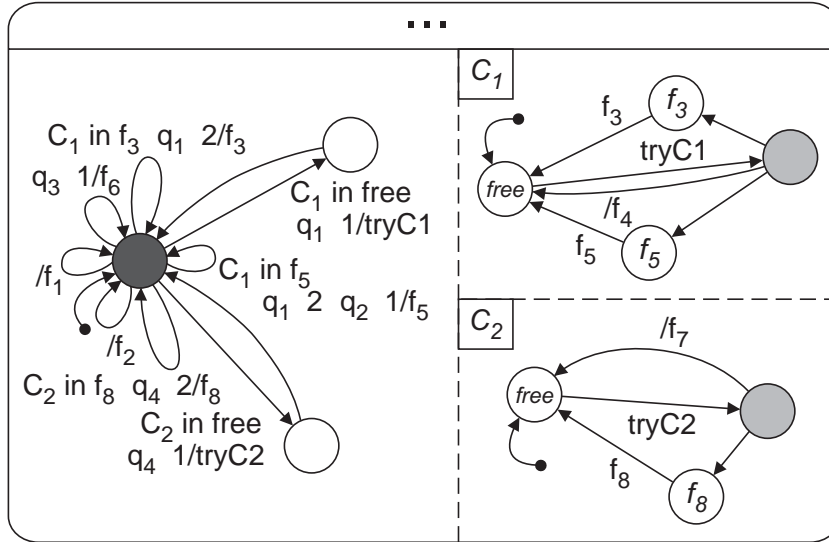 ...
C1 in f3 q1 2/f3
q3 1/f6
/f1
/f2
C1 in free
q1 1/tryC1
C1 in f5
q1 2 q2 1/f5
C2 in f8 q4 2/f8
C2 in free
q4 1/tryC2
C1
f3
f3
tryC1
free
/f4
f5
f5
C2
/f7
free
tryC2
f8
f8